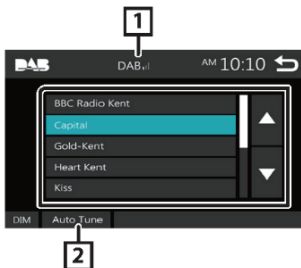 1
DAB DAB AM 10:10
BBC Radio Kent
Capital
Gold-Kent
Heart Kent
Kiss
DIM Auto Tune
2